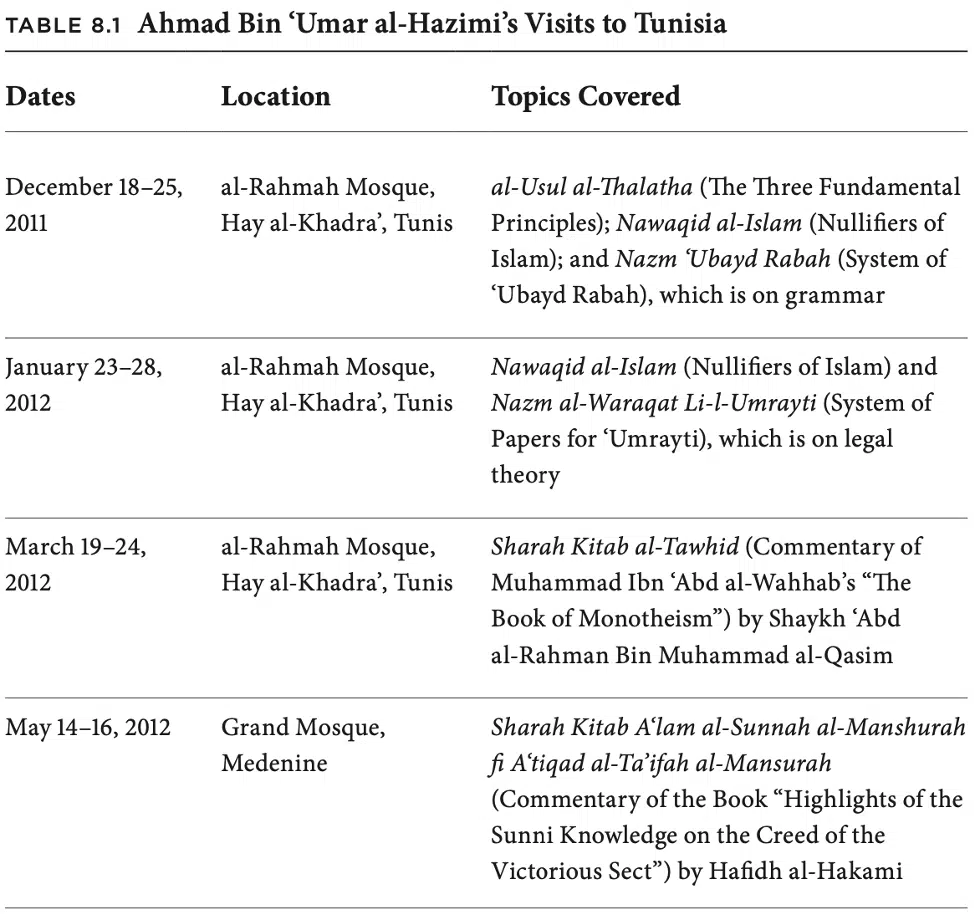 TABLE 8.1 Ahmad Bin ‘Umar al-Hazimi’s Visits to Tunisia
Dates Location Topics Covered
December 18–25,
2011
al-Rahmah Mosque,
Hay al-Khadra’, Tunis
al-Usul al-Thalatha (The Three Fundamental
Principles); Nawaqid al-Islam (Nullifiers of
Islam); and Nazm ‘Ubayd Rabah (System of
‘Ubayd Rabah), which is on grammar
January 23–28,
2012
al-Rahmah Mosque,
Hay al-Khadra’, Tunis
Nawaqid al-Islam (Nullifiers of Islam) and
Nazm al-Waraqat Li-l-Umrayti (System of
Papers for ‘Umrayti), which is on legal
theory
March 19–24,
2012
al-Rahmah Mosque,
Hay al-Khadra’, Tunis
Sharah Kitab al-Tawhid (Commentary of
Muhammad Ibn ‘Abd al-Wahhab’s “The
Book of Monotheism”) by Shaykh ‘Abd
al-Rahman Bin Muhammad al-Qasim
May 14–16, 2012
Grand Mosque,
Medenine
Sharah Kitab A‘lam al-Sunnah al-Manshurah
fi A‘tiqad al-Ta’ifah al-Mansurah
(Commentary of the Book “Highlights of the
Sunni Knowledge on the Creed of the
Victorious Sect”) by Hafidh al-Hakami